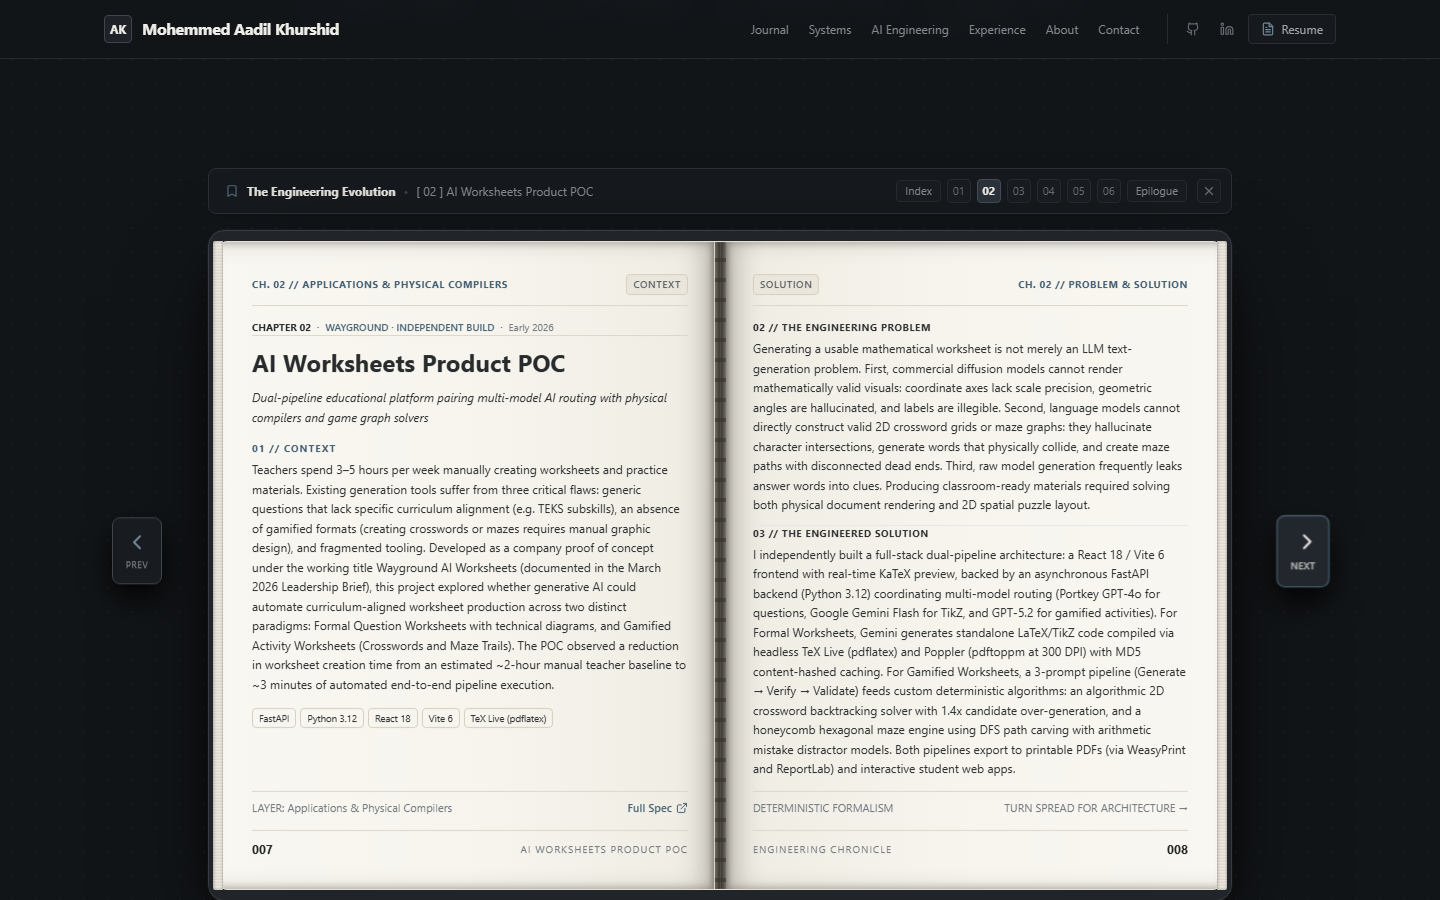 AK Mohemmed Aadil Khurshid
Journal Systems AI Engineering Experience About Contact Resume
The Engineering Evolution • [ 02 ] AI Worksheets Product POC
Index 01 02 03 04 05 06 Epilogue ✕
CH. 02 // APPLICATIONS & PHYSICAL COMPILERS CONTEXT
CHAPTER 02 · WAYGROUND · INDEPENDENT BUILD · Early 2026
AI Worksheets Product POC
Dual-pipeline educational platform pairing multi-model AI routing with physical
compilers and game graph solvers
01 // CONTEXT
Teachers spend 3–5 hours per week manually creating worksheets and practice
materials. Existing generation tools suffer from three critical flaws: generic
questions that lack specific curriculum alignment (e.g. TEKS subskills), an absence
of gamified formats (creating crosswords or mazes requires manual graphic
design), and fragmented tooling. Developed as a company proof of concept
under the working title Wayground AI Worksheets (documented in the March
2026 Leadership Brief), this project explored whether generative AI could
automate curriculum-aligned worksheet production across two distinct
paradigms: Formal Question Worksheets with technical diagrams, and Gamified
Activity Worksheets (Crosswords and Maze Trails). The POC observed a reduction
in worksheet creation time from an estimated ~2-hour manual teacher baseline to
~3 minutes of automated end-to-end pipeline execution.
FastAPI Python 3.12 React 18 Vite 6 TeX Live (pdflatex)
LAYER: Applications & Physical Compilers Full Spec
007 AI WORKSHEETS PRODUCT POC
SOLUTION CH. 02 // PROBLEM & SOLUTION
02 // THE ENGINEERING PROBLEM
Generating a usable mathematical worksheet is not merely an LLM text-
generation problem. First, commercial diffusion models cannot render
mathematically valid visuals: coordinate axes lack scale precision, geometric
angles are hallucinated, and labels are illegible. Second, language models cannot
directly construct valid 2D crossword grids or maze graphs: they hallucinate
character intersections, generate words that physically collide, and create maze
paths with disconnected dead ends. Third, raw model generation frequently leaks
answer words into clues. Producing classroom-ready materials required solving
both physical document rendering and 2D spatial puzzle layout.
03 // THE ENGINEERED SOLUTION
I independently built a full-stack dual-pipeline architecture: a React 18 / Vite 6
frontend with real-time KaTeX preview, backed by an asynchronous FastAPI
backend (Python 3.12) coordinating multi-model routing (Portkey GPT-4o for
questions, Google Gemini Flash for TikZ, and GPT-5.2 for gamified activities). For
Formal Worksheets, Gemini generates standalone LaTeX/TikZ code compiled via
headless TeX Live (pdflatex) and Poppler (pdftoppm at 300 DPI) with MD5
content-hashed caching. For Gamified Worksheets, a 3-prompt pipeline (Generate
→ Verify → Validate) feeds custom deterministic algorithms: an algorithmic 2D
crossword backtracking solver with 1.4x candidate over-generation, and a
honeycomb hexagonal maze engine using DFS path carving with arithmetic
mistake distractor models. Both pipelines export to printable PDFs (via WeasyPrint
and ReportLab) and interactive student web apps.
DETERMINISTIC FORMALISM TURN SPREAD FOR ARCHITECTURE →
ENGINEERING CHRONICLE 008
PREV
NEXT